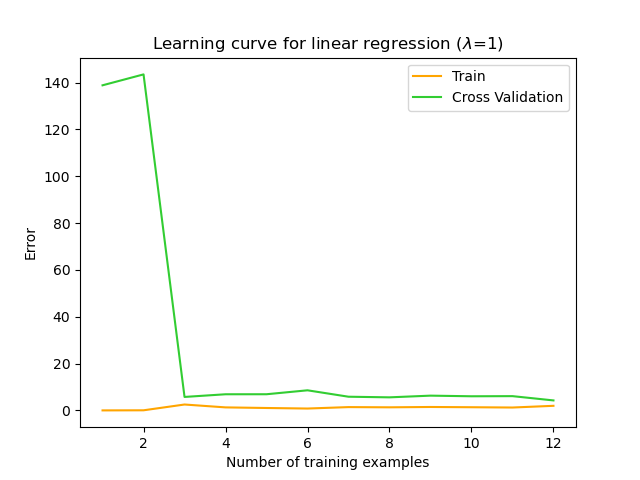 Learning curve for linear regression (λ=1)
Train
Cross Validation
140
120
100
80
60
40
20
0
Error
2 4 6 8 10 12
Number of training examples